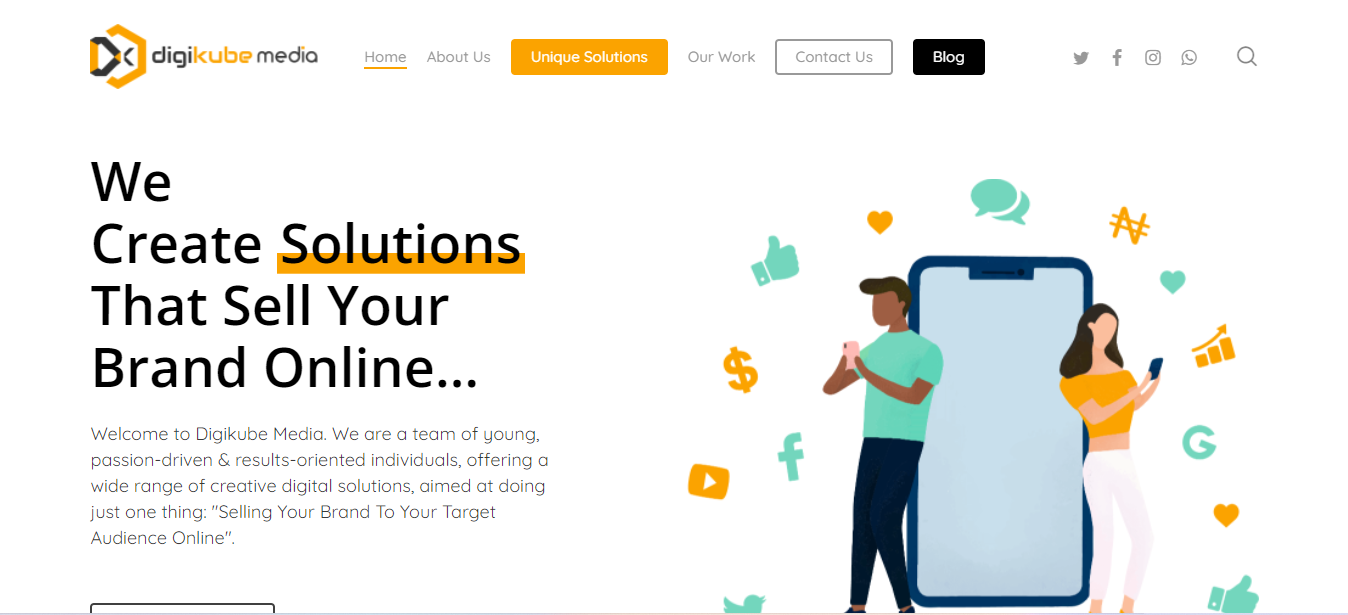 digikube media
Home About Us Unique Solutions Our Work Contact Us Blog
We
Create Solutions
That Sell Your
Brand Online...
Welcome to Digikube Media. We are a team of young,
passion-driven & results-oriented individuals, offering a
wide range of creative digital solutions, aimed at doing
just one thing: "Selling Your Brand To Your Target
Audience Online".